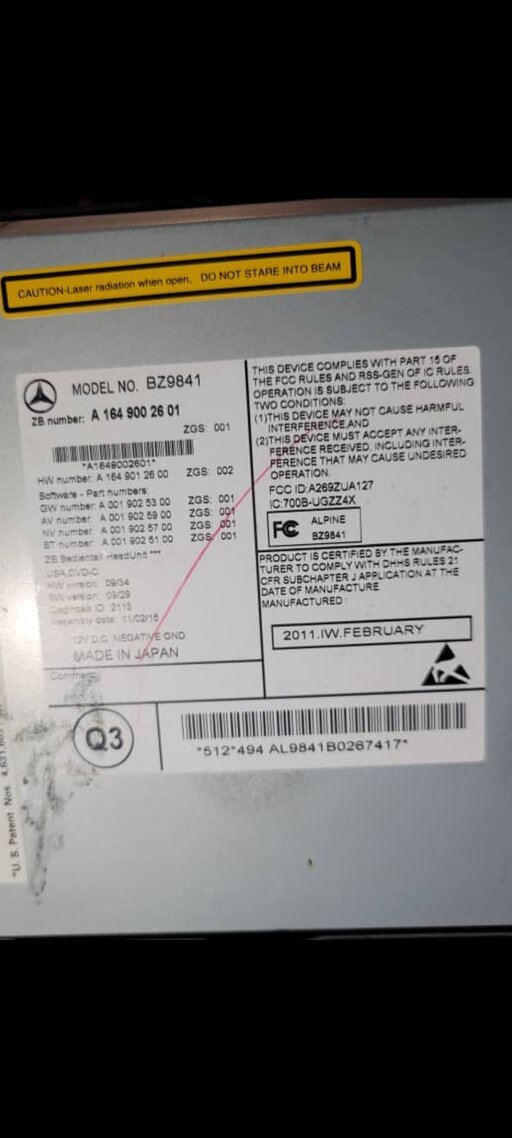 CAUTION-Laser radiation when open, DO NOT STARE INTO BEAM
MODEL NO. BZ9841
ZB number: A 164 900 26 01
ZGS: 001
*A1649002601*
HW number: A 164 901 26 00 ZGS: 002
Software - Part numbers:
GW number: A 001 902 53 00 ZGS: 001
AV number: A 001 902 59 00 ZGS: 001
NV number: A 001 902 57 00 ZGS: 001
BT number: A 001 902 51 00 ZGS: 001
ZB Bedienteil HeadUnit ***
USA,DVD-C
HW version: 09/34
SW version: 09/29
Diagnosis ID: 2113
Assembly date: 11/02/15
12V D.C. NEGATIVE GND.
MADE IN JAPAN
Comment:
THIS DEVICE COMPLIES WITH PART 15 OF
THE FCC RULES AND RSS-GEN OF IC RULES.
OPERATION IS SUBJECT TO THE FOLLOWING
TWO CONDITIONS:
(1)THIS DEVICE MAY NOT CAUSE HARMFUL
INTERFERENCE,AND
(2)THIS DEVICE MUST ACCEPT ANY INTER-
FERENCE RECEIVED, INCLUDING INTER-
FERENCE THAT MAY CAUSE UNDESIRED
OPERATION.
FCC ID:A269ZUA127
IC:700B-UGZZ4X
FC ALPINE
BZ9841
PRODUCT IS CERTIFIED BY THE MANUFAC-
TURER TO COMPLY WITH DHHS RULES 21
CFR SUBCHAPTER J APPLICATION AT THE
DATE OF MANUFACTURE.
MANUFACTURED :
2011.IW.FEBRUARY
Q3
*512*494 AL9841B0267417*
*U. S. Patent Nos. 4,631,603